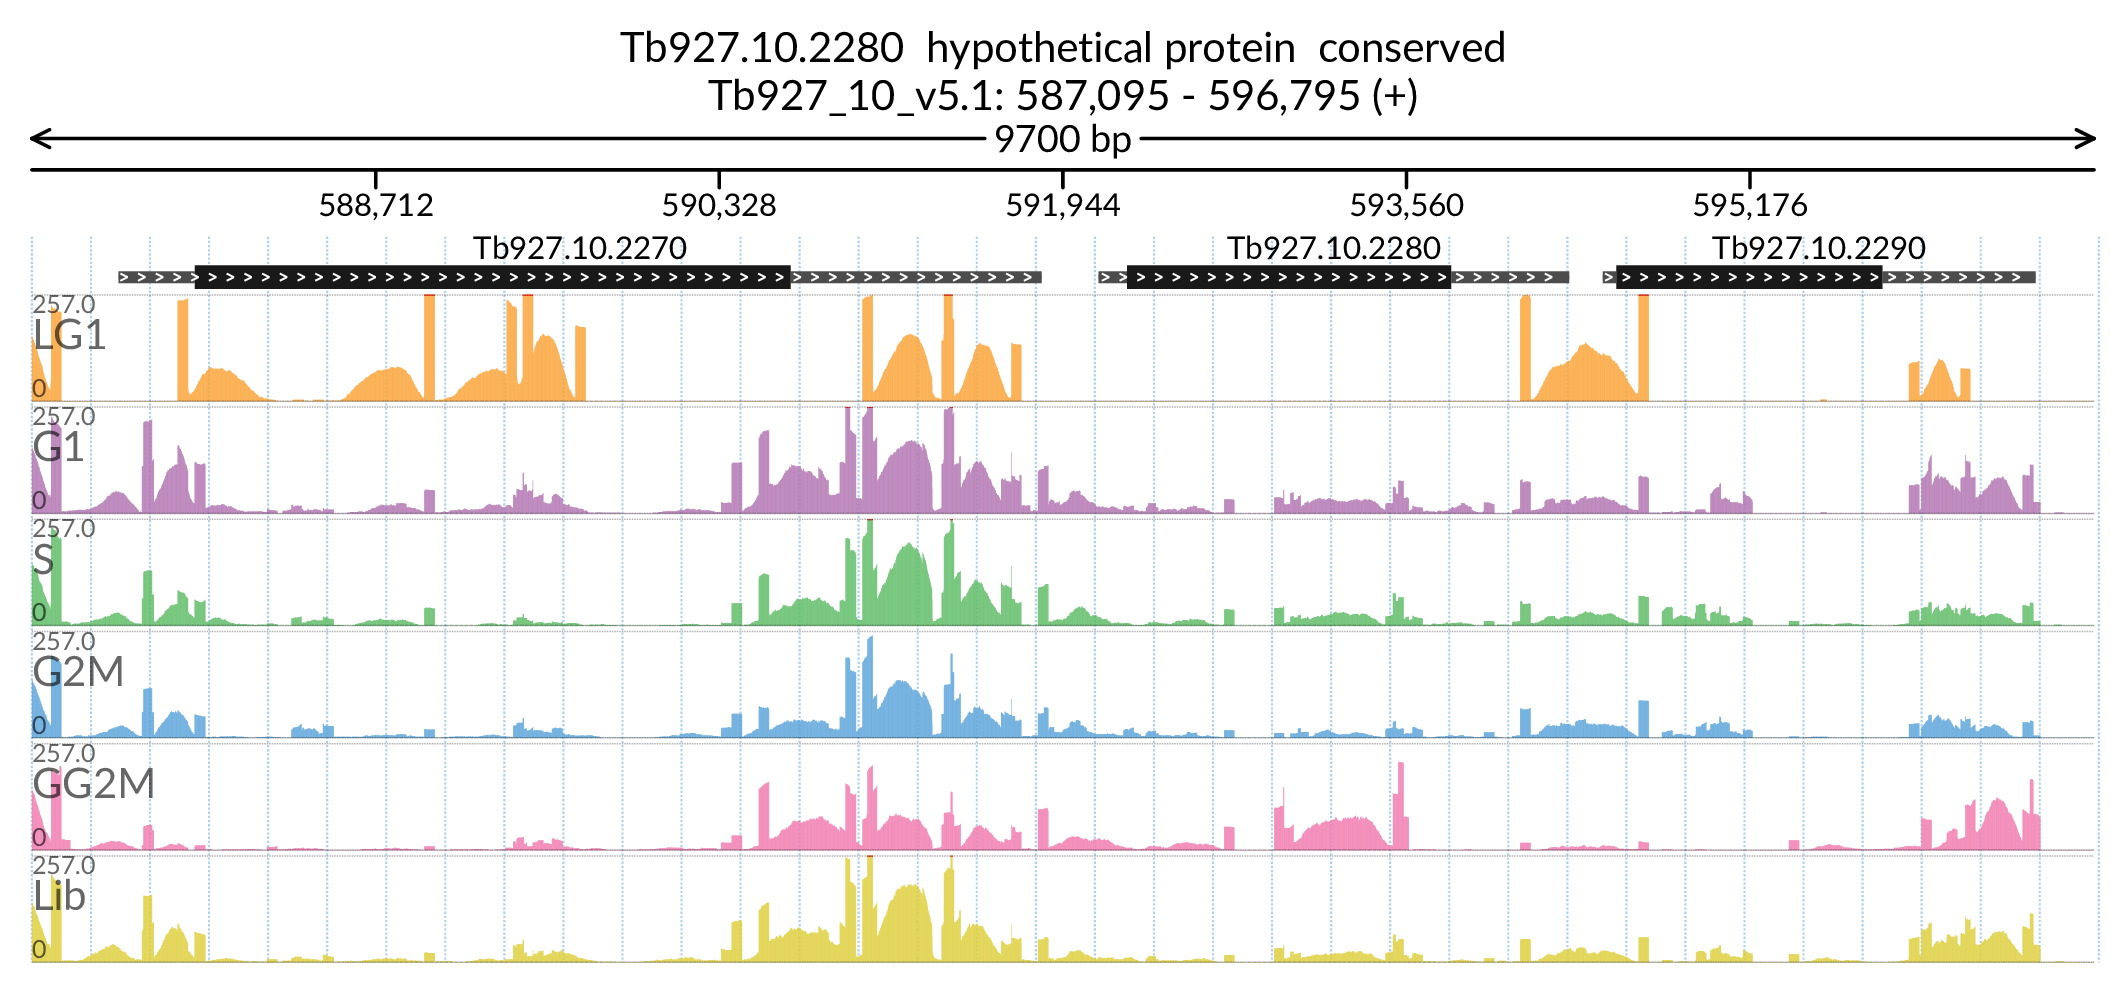 Tb927.10.2280 hypothetical protein conserved
Tb927_10_v5.1: 587,095 - 596,795 (+)
9700 bp
588,712 590,328 591,944 593,560 595,176
Tb927.10.2270 Tb927.10.2280 Tb927.10.2290
257.0
LG1
0
257.0
G1
0
257.0
S
0
257.0
G2M
0
257.0
GG2M
0
257.0
Lib
0